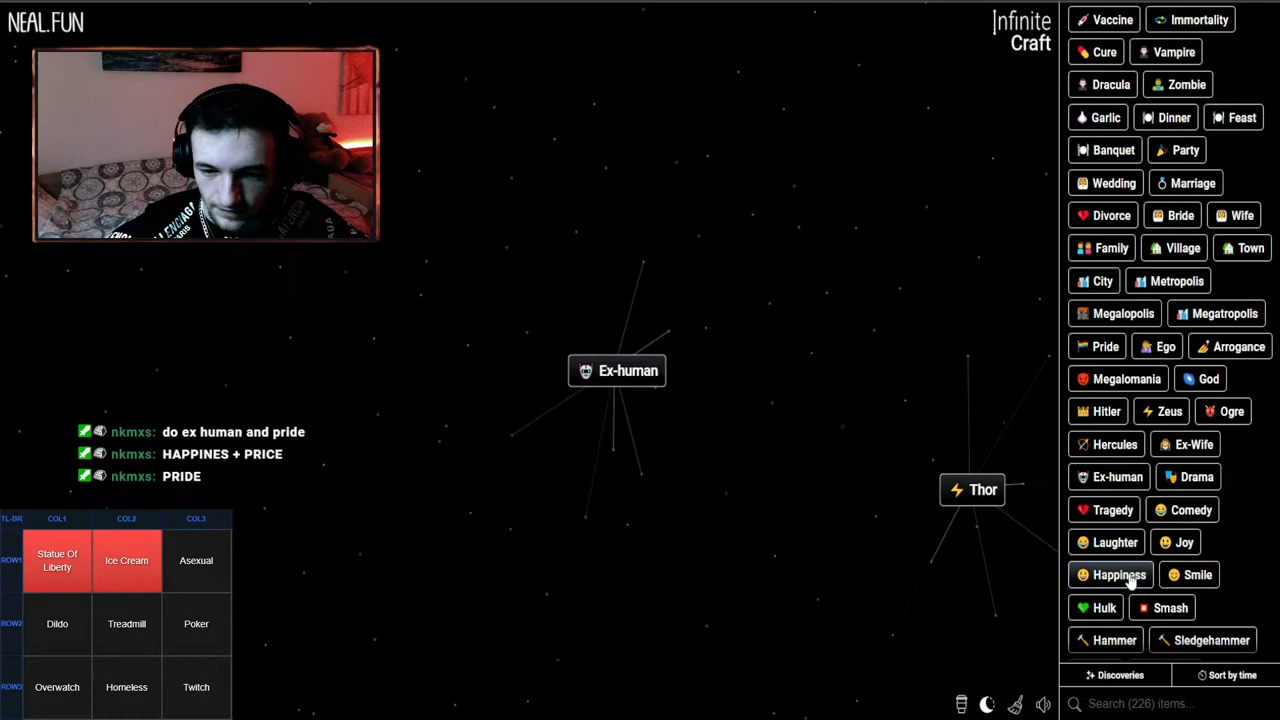 NEAL.FUN
Infinite
Craft
BALENCIAGA
PARIS
Ex-human
Thor
nkmxs: do ex human and pride
nkmxs: HAPPINES + PRICE
nkmxs: PRIDE
TL-BR COL1 COL2 COL3
ROW1 Statue Of Liberty Ice Cream Asexual
ROW2 Dildo Treadmill Poker
ROW3 Overwatch Homeless Twitch
Vaccine Immortality
Cure Vampire
Dracula Zombie
Garlic Dinner Feast
Banquet Party
Wedding Marriage
Divorce Bride Wife
Family Village Town
City Metropolis
Megalopolis Megatropolis
Pride Ego Arrogance
Megalomania God
Hitler Zeus Ogre
Hercules Ex-Wife
Ex-human Drama
Tragedy Comedy
Laughter Joy
Happiness Smile
Hulk Smash
Hammer Sledgehammer
Discoveries Sort by time
Search (226) items...